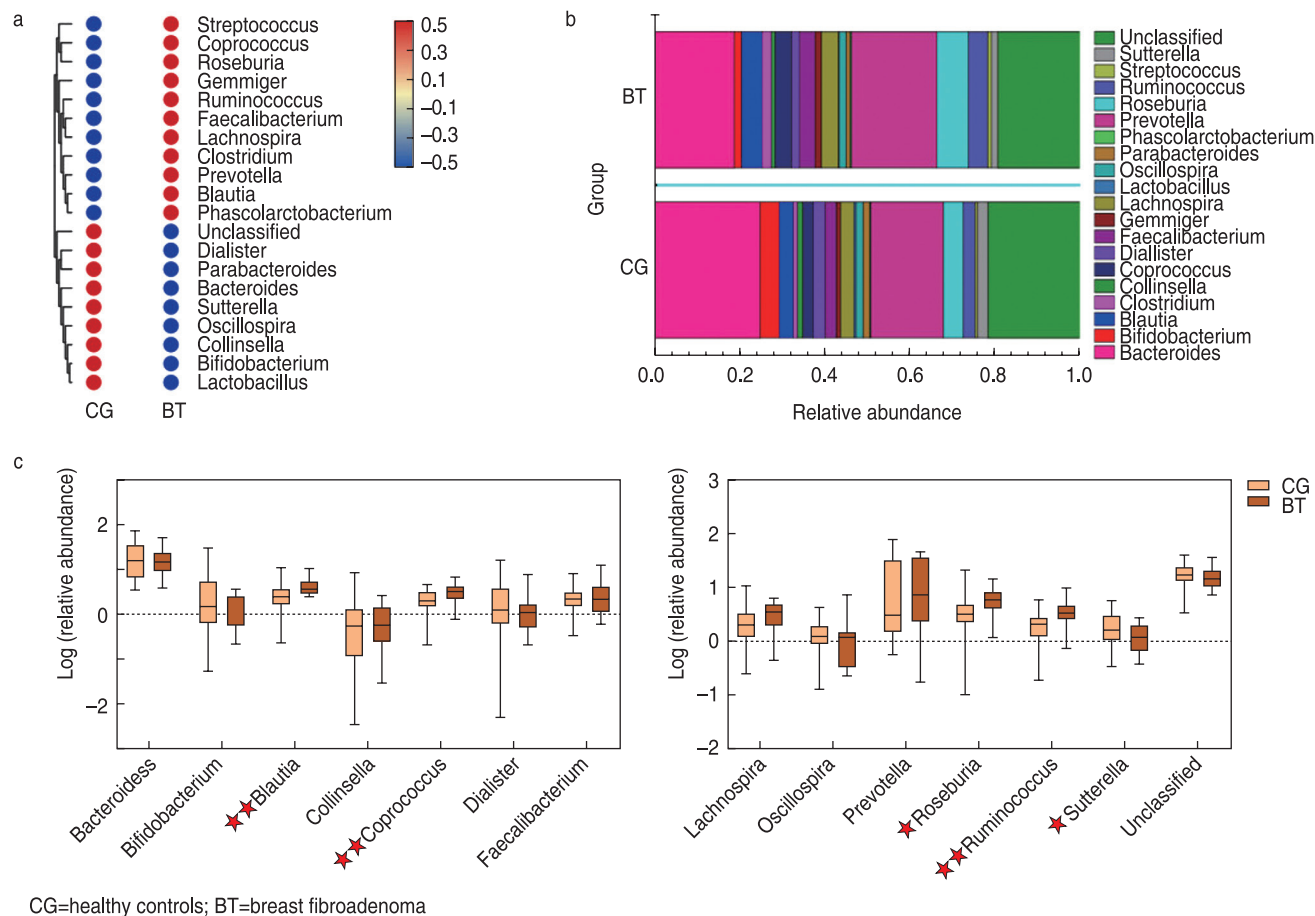 a
Streptococcus
Coprococcus
Roseburia
Gemmiger
Ruminococcus
Faecalibacterium
Lachnospira
Clostridium
Prevotella
Blautia
Phascolarctobacterium
Unclassified
Dialister
Parabacteroides
Bacteroides
Sutterella
Oscillospira
Collinsella
Bifidobacterium
Lactobacillus
CG BT
0.5
0.3
0.1
−0.1
−0.3
−0.5
b
T
BT
CG
Group
0.0 0.2 0.4 0.6 0.8 1.0
Relative abundance
Unclassified
Sutterella
Streptococcus
Ruminococcus
Roseburia
Prevotella
Phascolarctobacterium
Parabacteroides
Oscillospira
Lactobacillus
Lachnospira
Gemmiger
Faecalibacterium
Diallister
Coprococcus
Collinsella
Clostridium
Blautia
Bifidobacterium
Bacteroides
c
Log (relative abundance)
2
0
−2
Bacteroidess
Bifidobacterium
Blautia
Collinsella
Coprococcus
Dialister
Faecalibacterium
Log (relative abundance)
3
2
1
0
−1
−2
Lachnospira
Oscillospira
Prevotella
Roseburia
Ruminococcus
Sutterella
Unclassified
CG
BT
CG=healthy controls; BT=breast fibroadenoma